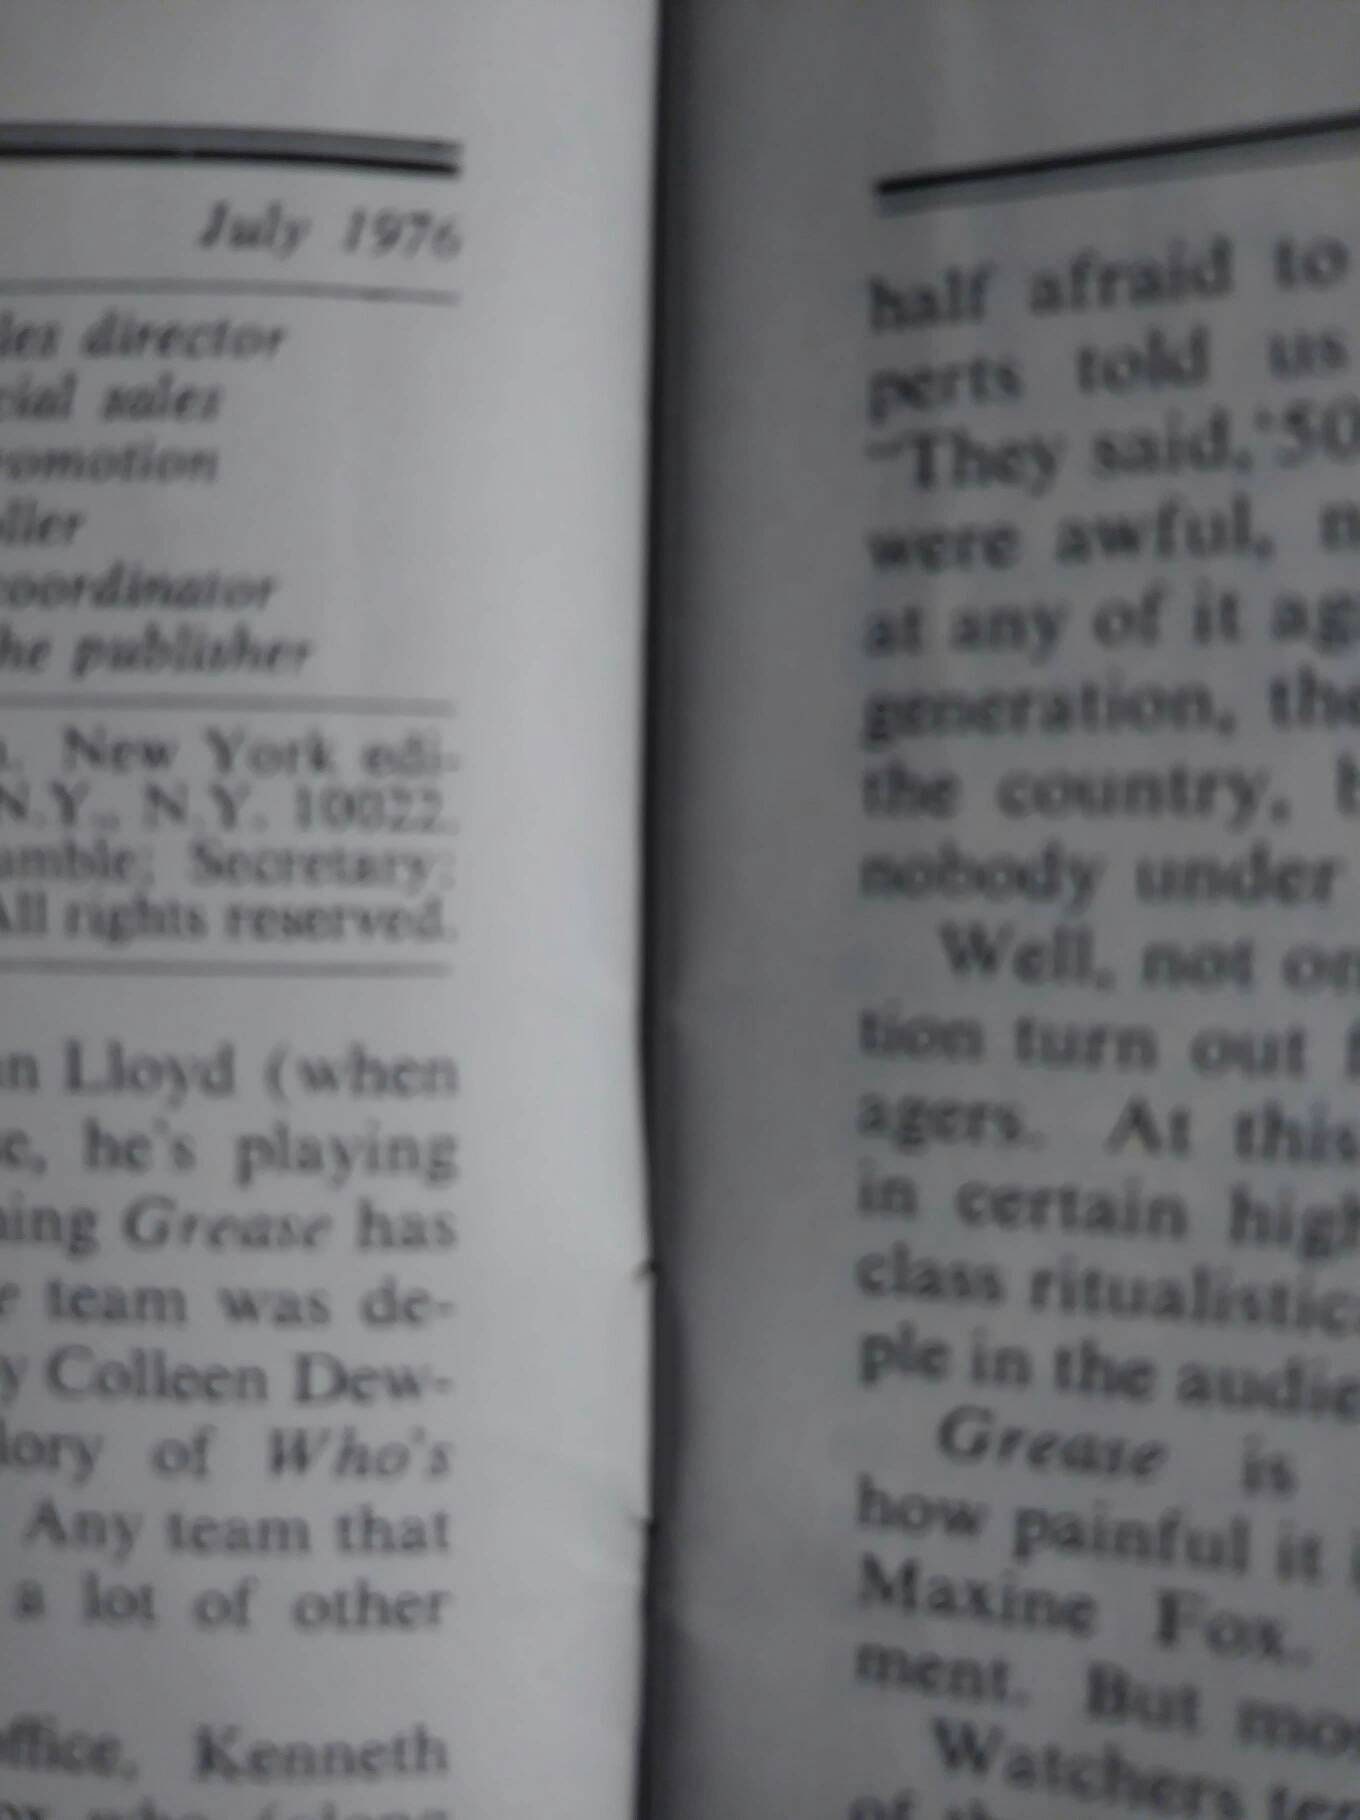 July 1976
les director
cial sales
romotion
oller
coordinator
he publisher
. New York edi-
N.Y., N.Y. 10022.
umble; Secretary:
All rights reserved.
n Lloyd (when
e, he's playing
ning Grease has
e team was de-
y Colleen Dew-
lory of Who's
Any team that
a lot of other
office, Kenneth
half afraid to
perts told us
"They said, '50
were awful, n
at any of it ag
generation, the
the country, b
nobody under
Well, not on
tion turn out f
agers. At this
in certain high
class ritualistic
ple in the audie
Grease is
how painful it i
Maxine Fox.
ment. But mos
Watchers